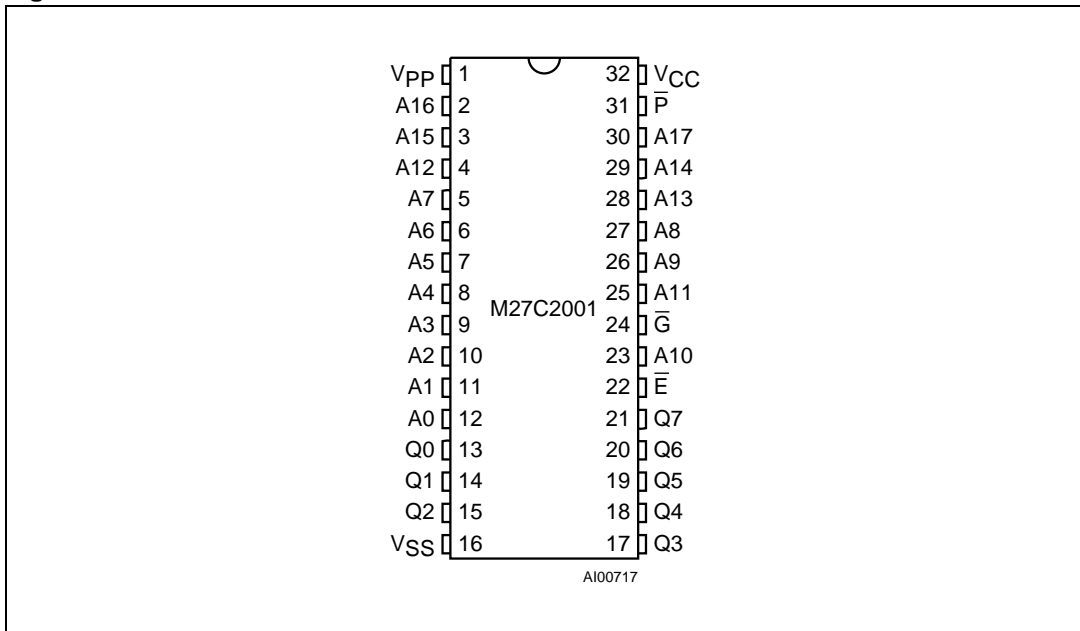 VPP 1 32 VCC
A16 2 31 P̅
A15 3 30 A17
A12 4 29 A14
A7 5 28 A13
A6 6 27 A8
A5 7 26 A9
A4 8 25 A11
M27C2001
A3 9 24 G̅
A2 10 23 A10
A1 11 22 E̅
A0 12 21 Q7
Q0 13 20 Q6
Q1 14 19 Q5
Q2 15 18 Q4
VSS 16 17 Q3
AI00717